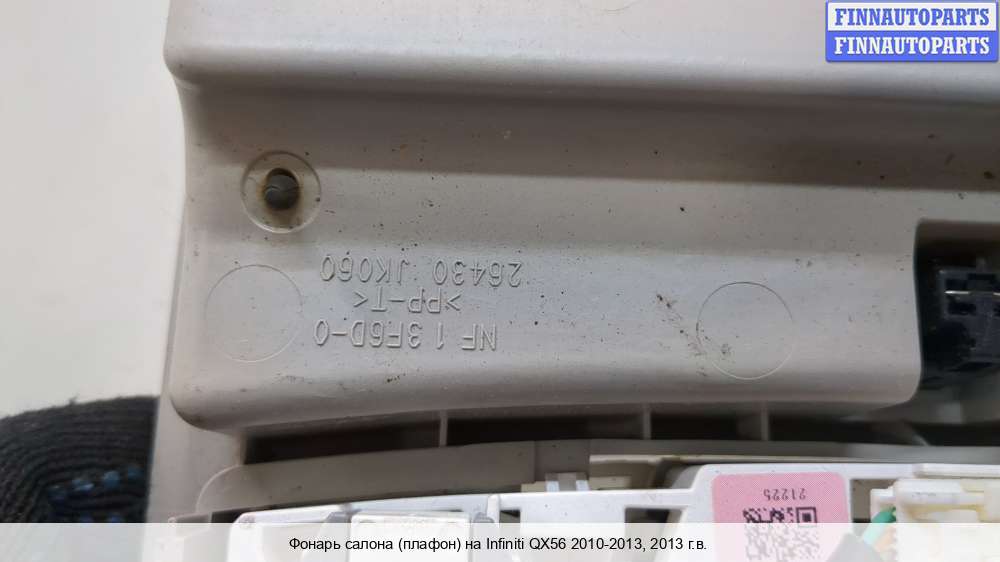 FINNAUTOPARTS
FINNAUTOPARTS
26430 JK060
>PP-T<
NF 1 3F6D-0
21225
Фонарь салона (плафон) на Infiniti QX56 2010-2013, 2013 г.в.